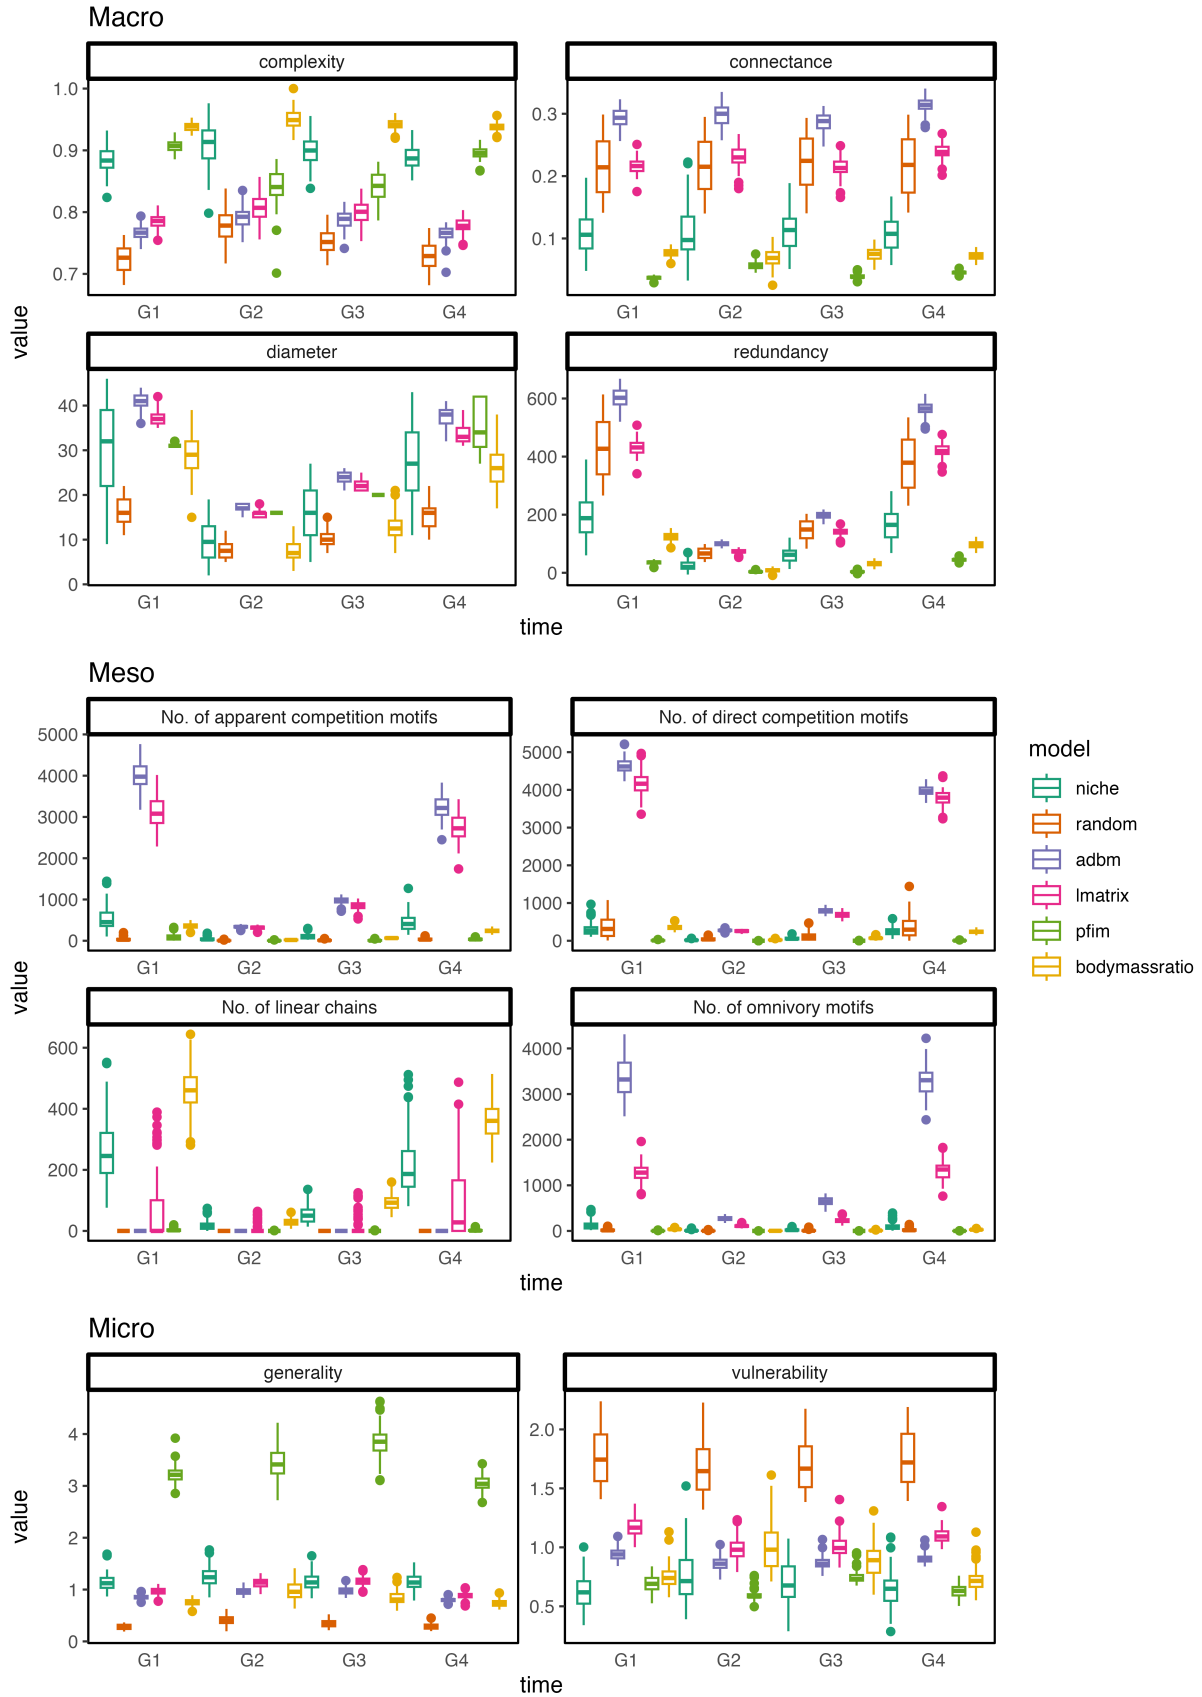 Macro
complexity
connectance
1.0
0.9
0.8
0.7
0.3
0.2
0.1
G1 G2 G3 G4
G1 G2 G3 G4
value
diameter
redundancy
40
30
20
10
0
600
400
200
0
G1 G2 G3 G4
G1 G2 G3 G4
time
Meso
No. of apparent competition motifs
No. of direct competition motifs
5000
4000
3000
2000
1000
0
5000
4000
3000
2000
1000
0
G1 G2 G3 G4
G1 G2 G3 G4
value
No. of linear chains
No. of omnivory motifs
600
400
200
0
4000
3000
2000
1000
0
G1 G2 G3 G4
G1 G2 G3 G4
time
model
niche
random
adbm
lmatrix
pfim
bodymassratio
Micro
generality
vulnerability
4
3
2
1
0
2.0
1.5
1.0
0.5
value
G1 G2 G3 G4
G1 G2 G3 G4
time